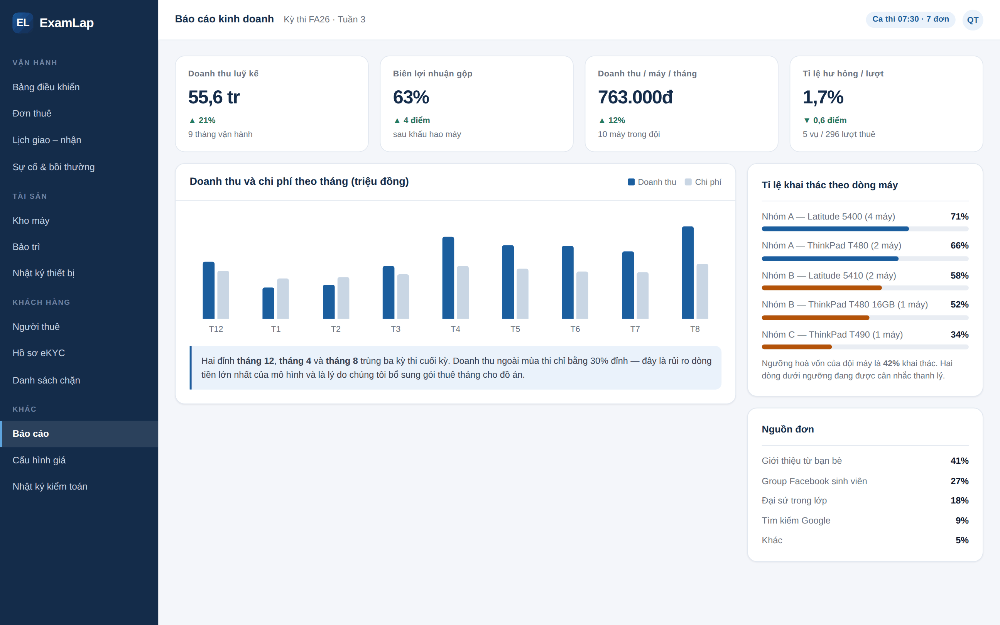 EL ExamLap
VẬN HÀNH
Bảng điều khiển
Đơn thuê
Lịch giao – nhận
Sự cố & bồi thường
TÀI SẢN
Kho máy
Bảo trì
Nhật ký thiết bị
KHÁCH HÀNG
Người thuê
Hồ sơ eKYC
Danh sách chặn
KHÁC
Báo cáo
Cấu hình giá
Nhật ký kiểm toán
Báo cáo kinh doanh Kỳ thi FA26 · Tuần 3
Ca thi 07:30 · 7 đơn
QT
Doanh thu luỹ kế
55,6 tr
▲ 21%
9 tháng vận hành
Biên lợi nhuận gộp
63%
▲ 4 điểm
sau khấu hao máy
Doanh thu / máy / tháng
763.000đ
▲ 12%
10 máy trong đội
Tỉ lệ hư hỏng / lượt
1,7%
▼ 0,6 điểm
5 vụ / 296 lượt thuê
Doanh thu và chi phí theo tháng (triệu đồng)
Doanh thu Chi phí
T12 T1 T2 T3 T4 T5 T6 T7 T8
Hai đỉnh tháng 12, tháng 4 và tháng 8 trùng ba kỳ thi cuối kỳ. Doanh thu ngoài mùa thi chỉ bằng 30% đỉnh — đây là rủi ro dòng
tiền lớn nhất của mô hình và là lý do chúng tôi bổ sung gói thuê tháng cho đồ án.
Tỉ lệ khai thác theo dòng máy
Nhóm A — Latitude 5400 (4 máy) 71%
Nhóm A — ThinkPad T480 (2 máy) 66%
Nhóm B — Latitude 5410 (2 máy) 58%
Nhóm B — ThinkPad T480 16GB (1 máy) 52%
Nhóm C — ThinkPad T490 (1 máy) 34%
Ngưỡng hoà vốn của đội máy là 42% khai thác. Hai
dòng dưới ngưỡng đang được cân nhắc thanh lý.
Nguồn đơn
Giới thiệu từ bạn bè 41%
Group Facebook sinh viên 27%
Đại sứ trong lớp 18%
Tìm kiếm Google 9%
Khác 5%